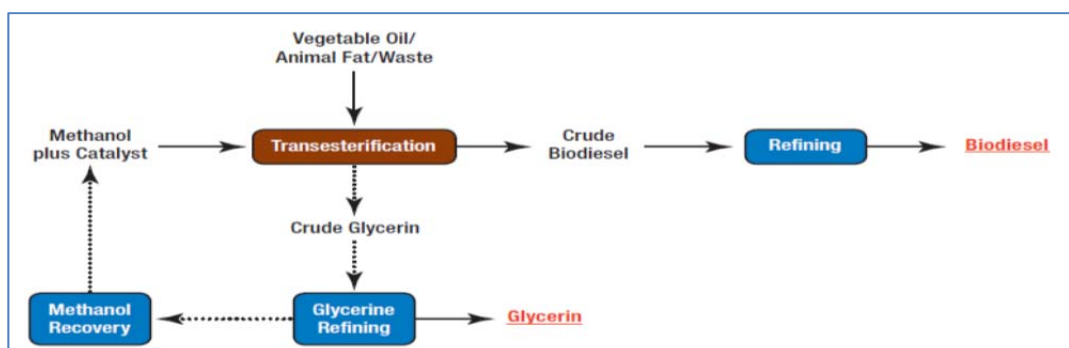 Vegetable Oil/
Animal Fat/Waste
Methanol
plus Catalyst
Transesterification
Crude
Biodiesel
Refining
Biodiesel
Crude Glycerin
Methanol
Recovery
Glycerine
Refining
Glycerin